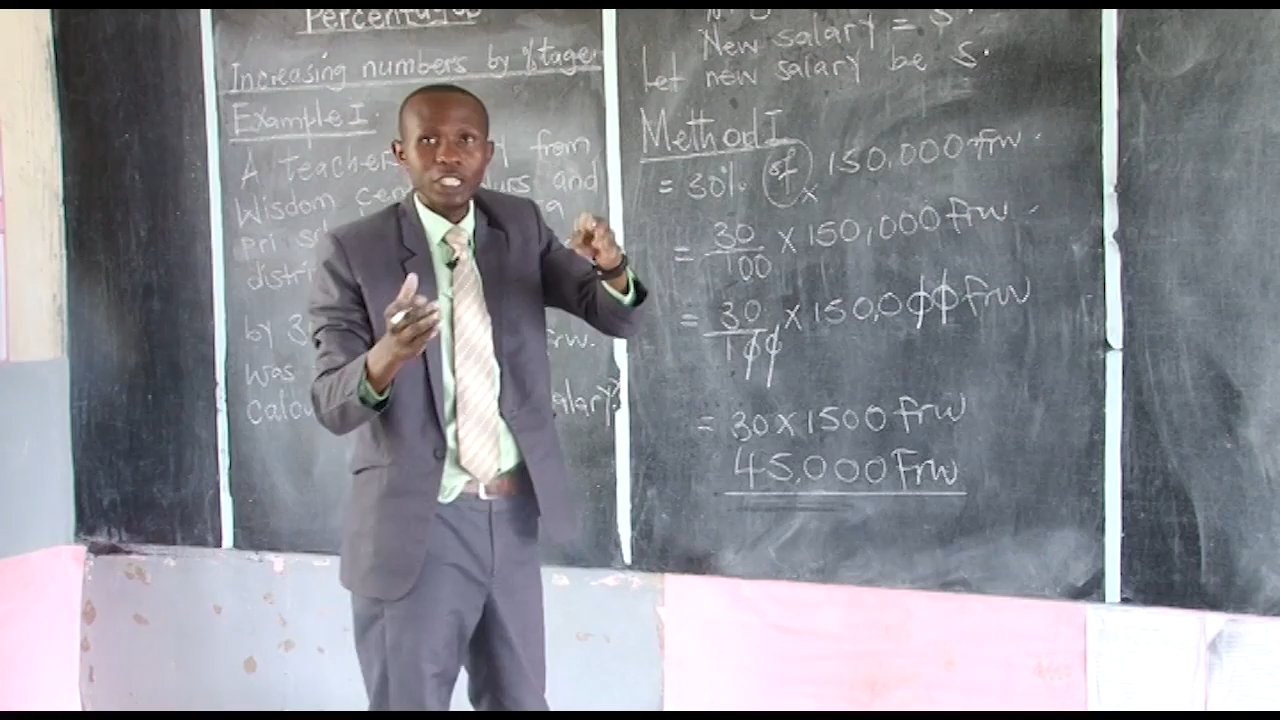 Percentages
Increasing numbers by %tage.
Example I.
A teacher from
Wisdom and
pri
distri
by 3 Frw.
was
Calcu salary?
New salary = S.
Let new salary be S.
Method I
= 30% of x 150,000 frw.
= 30/100 x 150,000 frw.
= 30/100 x 150,000 frw
= 30 x 1500 frw
45,000 Frw